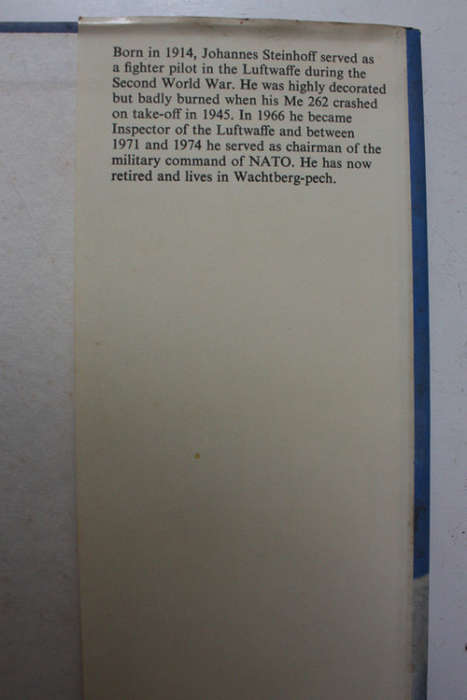 Born in 1914, Johannes Steinhoff served as
a fighter pilot in the Luftwaffe during the
Second World War. He was highly decorated
but badly burned when his Me 262 crashed
on take-off in 1945. In 1966 he became
Inspector of the Luftwaffe and between
1971 and 1974 he served as chairman of the
military command of NATO. He has now
retired and lives in Wachtberg-pech.